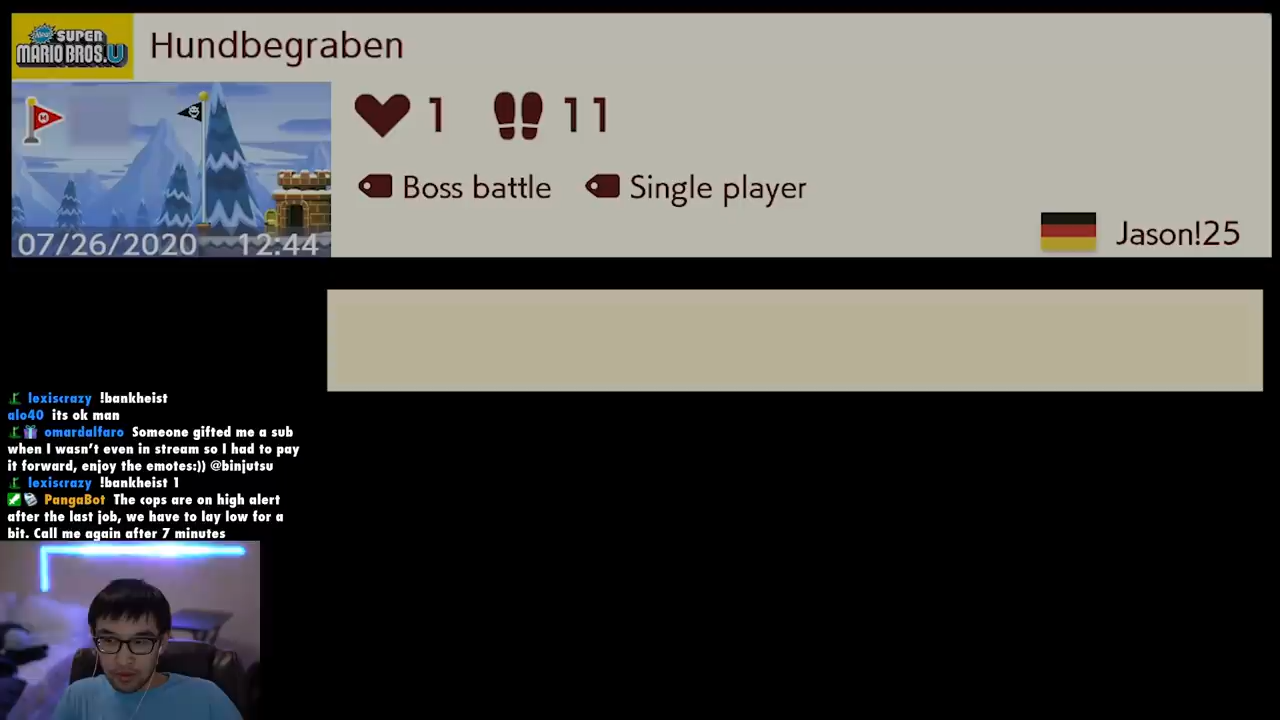 New SUPER
MARIO BROS.U
Hundbegraben
1 11
Boss battle Single player
M
07/26/2020 12:44
Jason!25
lexiscrazy !bankheist
alo40 its ok man
omardalfaro Someone gifted me a sub
when I wasn't even in stream so I had to pay
it forward, enjoy the emotes:)) @binjutsu
lexiscrazy !bankheist 1
PangaBot The cops are on high alert
after the last job, we have to lay low for a
bit. Call me again after 7 minutes